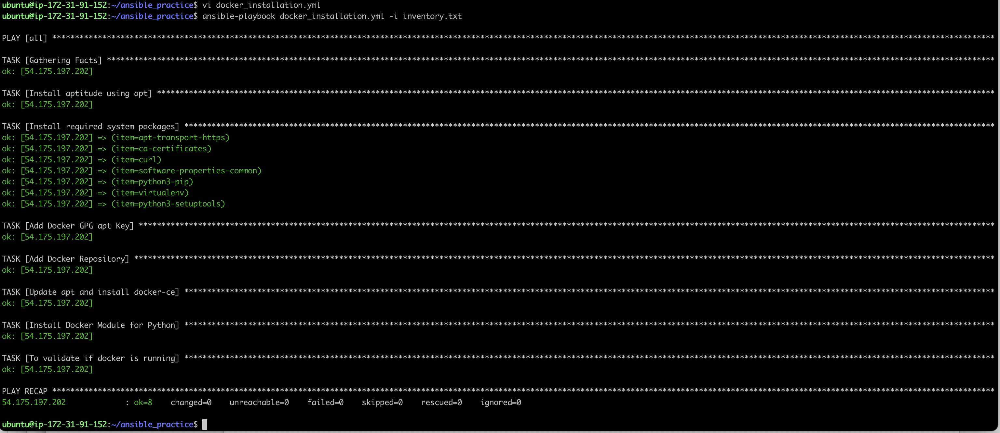 ubuntu@ip-172-31-91-152:~/ansible_practice$ vi docker_installation.yml
ubuntu@ip-172-31-91-152:~/ansible_practice$ ansible-playbook docker_installation.yml -i inventory.txt
PLAY [all] ****************************************************************************************************************************************************************************************************************
TASK [Gathering Facts] ****************************************************************************************************************************************************************************************************
ok: [54.175.197.202]
TASK [Install aptitude using apt] *****************************************************************************************************************************************************************************************
ok: [54.175.197.202]
TASK [Install required system packages] ***********************************************************************************************************************************************************************************
ok: [54.175.197.202] => (item=apt-transport-https)
ok: [54.175.197.202] => (item=ca-certificates)
ok: [54.175.197.202] => (item=curl)
ok: [54.175.197.202] => (item=software-properties-common)
ok: [54.175.197.202] => (item=python3-pip)
ok: [54.175.197.202] => (item=virtualenv)
ok: [54.175.197.202] => (item=python3-setuptools)
TASK [Add Docker GPG apt Key] *********************************************************************************************************************************************************************************************
ok: [54.175.197.202]
TASK [Add Docker Repository] **********************************************************************************************************************************************************************************************
ok: [54.175.197.202]
TASK [Update apt and install docker-ce] ***********************************************************************************************************************************************************************************
ok: [54.175.197.202]
TASK [Install Docker Module for Python] ***********************************************************************************************************************************************************************************
ok: [54.175.197.202]
TASK [To validate if docker is running] ***********************************************************************************************************************************************************************************
ok: [54.175.197.202]
PLAY RECAP ****************************************************************************************************************************************************************************************************************
54.175.197.202             : ok=8    changed=0    unreachable=0    failed=0    skipped=0    rescued=0    ignored=0
ubuntu@ip-172-31-91-152:~/ansible_practice$